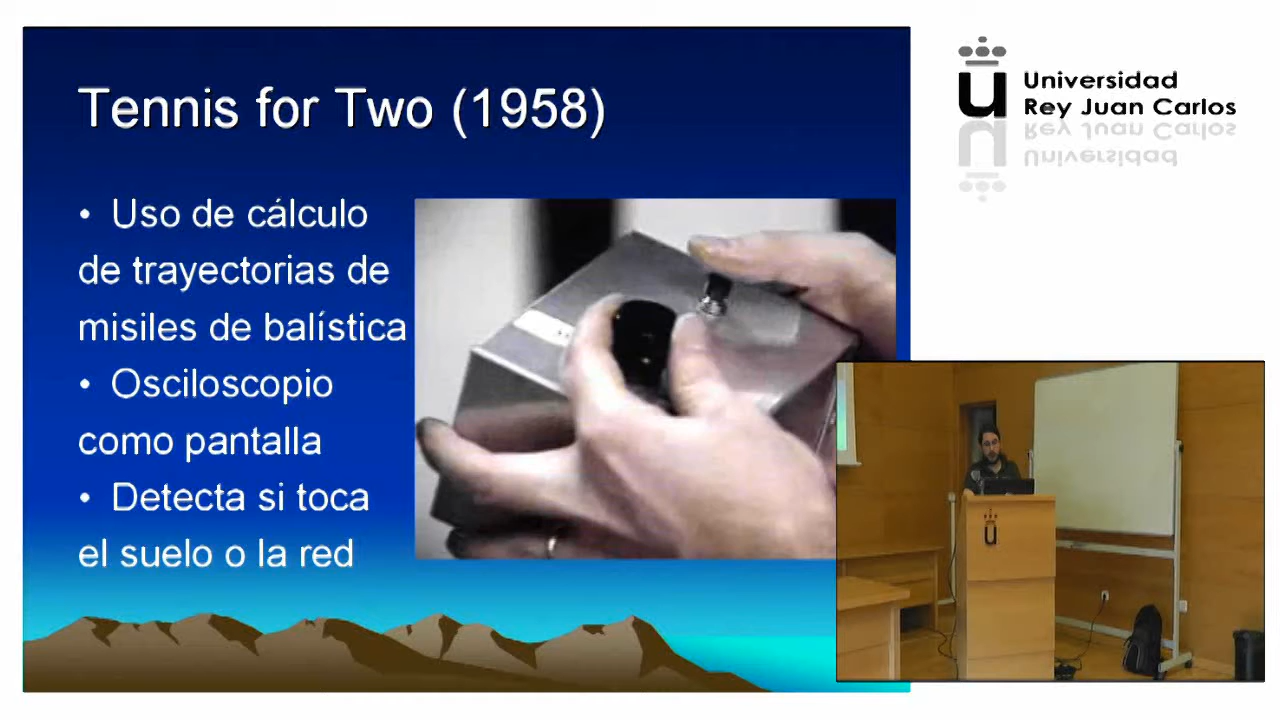 Tennis for Two (1958)
• Uso de cálculo
de trayectorias de
misiles de balística
• Osciloscopio
como pantalla
• Detecta si toca
el suelo o la red
Universidad
Rey Juan Carlos